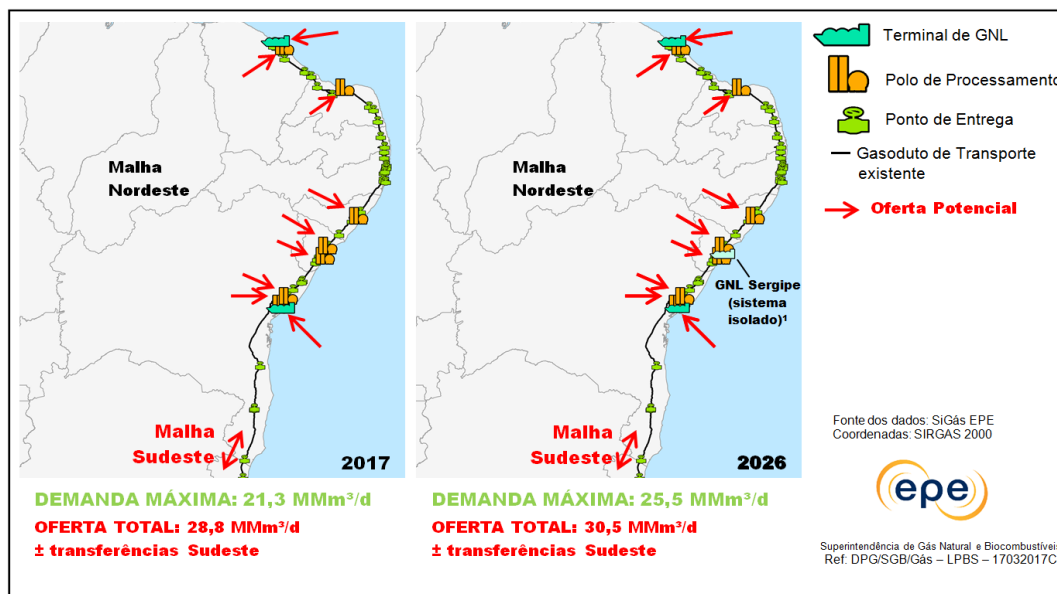 Malha
Nordeste
Malha
Sudeste
2017
DEMANDA MÁXIMA: 21,3 MMm³/d
OFERTA TOTAL: 28,8 MMm³/d
± transferências Sudeste
Malha
Nordeste
GNL Sergipe
(sistema
isolado)¹
Malha
Sudeste
2026
DEMANDA MÁXIMA: 25,5 MMm³/d
OFERTA TOTAL: 30,5 MMm³/d
± transferências Sudeste
Terminal de GNL
Polo de Processamento
Ponto de Entrega
Gasoduto de Transporte
existente
Oferta Potencial
Fonte dos dados: SiGás EPE
Coordenadas: SIRGAS 2000
epe
Superintendência de Gás Natural e Biocombustíveis
Ref: DPG/SGB/Gás – LPBS – 17032017C